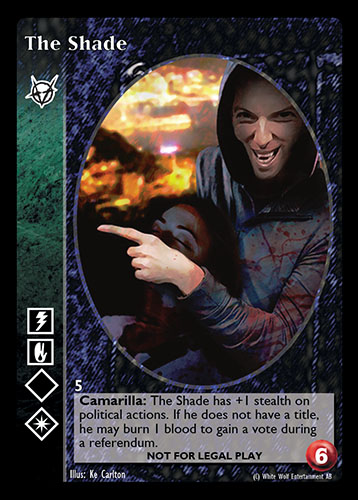 The Shade
5
Camarilla: The Shade has +1 stealth on
political actions. If he does not have a title,
he may burn 1 blood to gain a vote during
a referendum.
NOT FOR LEGAL PLAY
6
Illus: Ke Carlton
(C) White Wolf Entertainment AB